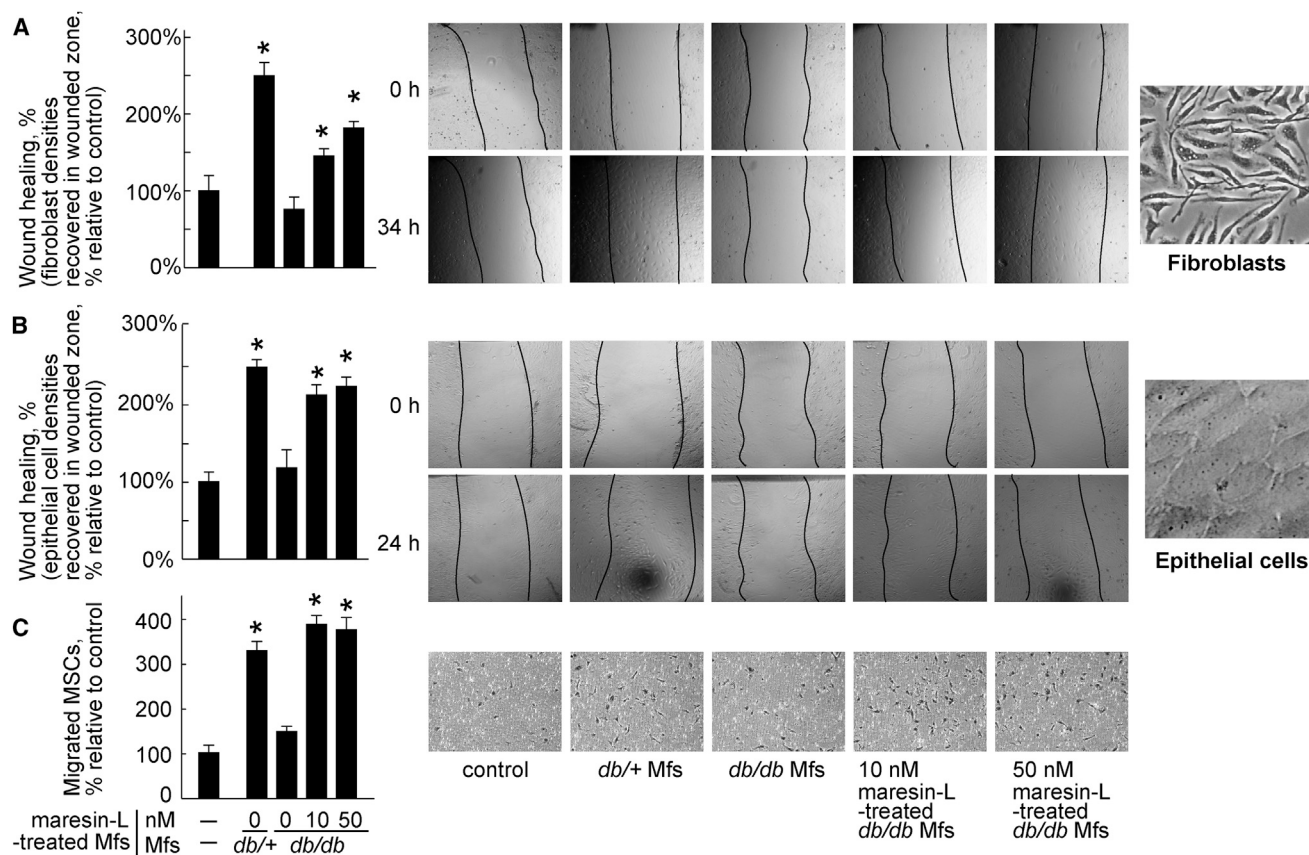 A
Wound healing, %
(fibroblast densities
recovered in wounded zone,
% relative to control)
300%
200%
100%
0%
*
*
*
0 h
34 h
Fibroblasts
B
Wound healing, %
(epithelial cell densities
recovered in wounded zone,
% relative to control)
300%
200%
100%
0%
*
*
*
0 h
24 h
Epithelial cells
C
Migrated MSCs,
% relative to control
400
300
200
100
0
*
*
*
maresin-L nM — 0 0 10 50
-treated Mfs Mfs — db/+ db/db
control
db/+ Mfs
db/db Mfs
10 nM
maresin-L
-treated
db/db Mfs
50 nM
maresin-L
-treated
db/db Mfs